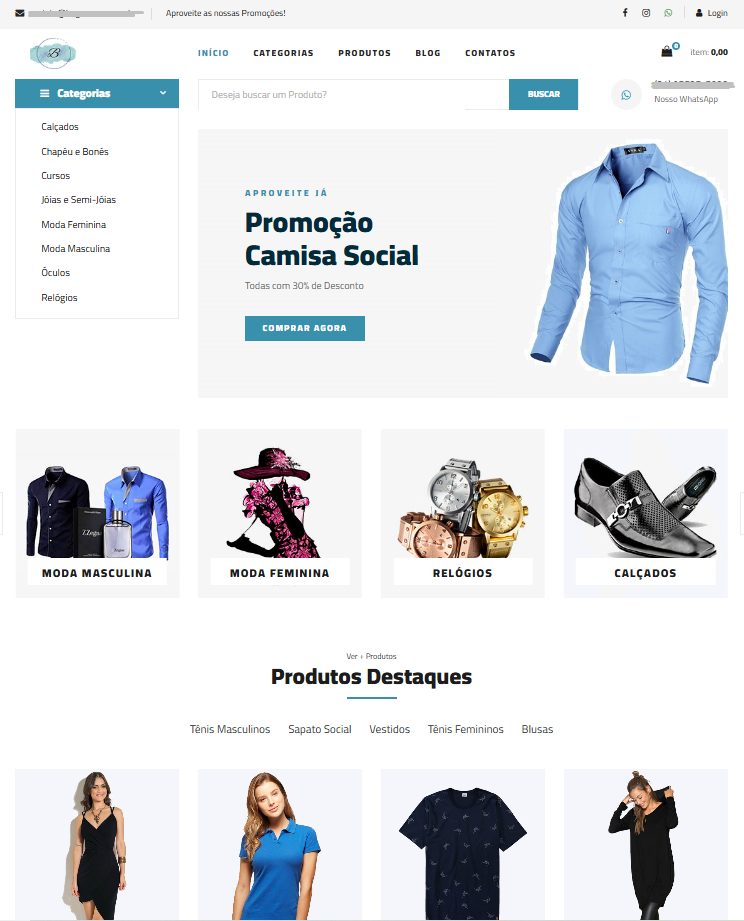 Aproveite as nossas Promoções!
Login
B
INÍCIO CATEGORIAS PRODUTOS BLOG CONTATOS
0
item: 0,00
Categorias
Deseja buscar um Produto?
BUSCAR
Nosso WhatsApp
Calçados
Chapéu e Bonés
Cursos
Jóias e Semi-Jóias
Moda Feminina
Moda Masculina
Óculos
Relógios
APROVEITE JÁ
Promoção
Camisa Social
Todas com 30% de Desconto
COMPRAR AGORA
MODA MASCULINA
MODA FEMININA
RELÓGIOS
CALÇADOS
Ver + Produtos
Produtos Destaques
Tênis Masculinos Sapato Social Vestidos Tênis Femininos Blusas